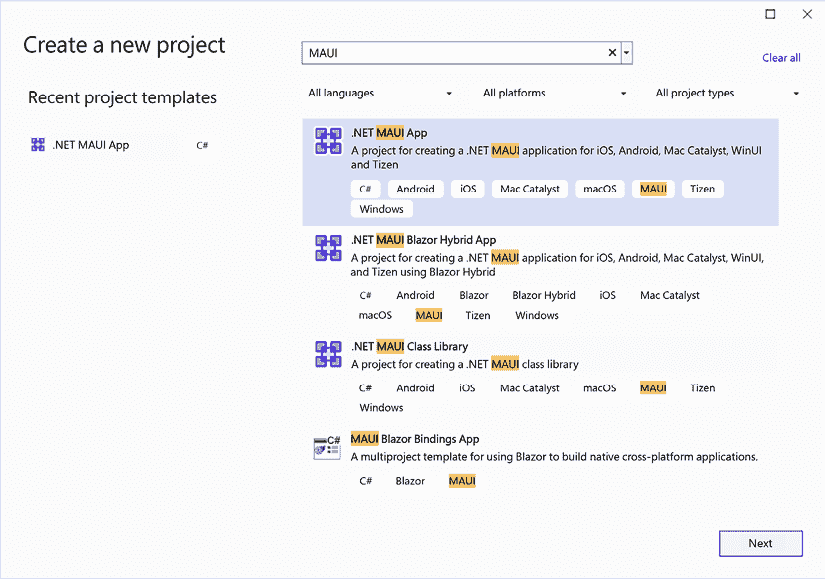 Create a new project
MAUI
Clear all
Recent project templates
All languages
All platforms
All project types
.NET MAUI App
C#
.NET MAUI App
A project for creating a .NET MAUI application for iOS, Android, Mac Catalyst, WinUI
and Tizen
C# Android iOS Mac Catalyst macOS MAUI Tizen
Windows
.NET MAUI Blazor Hybrid App
A project for creating a .NET MAUI application for iOS, Android, Mac Catalyst, WinUI,
and Tizen using Blazor Hybrid
C# Android Blazor Blazor Hybrid iOS Mac Catalyst
macOS MAUI Tizen Windows
.NET MAUI Class Library
A project for creating a .NET MAUI class library
C# Android iOS Mac Catalyst macOS MAUI Tizen
Windows
C#
MAUI Blazor Bindings App
A multiproject template for using Blazor to build native cross-platform applications.
C# Blazor MAUI
Next